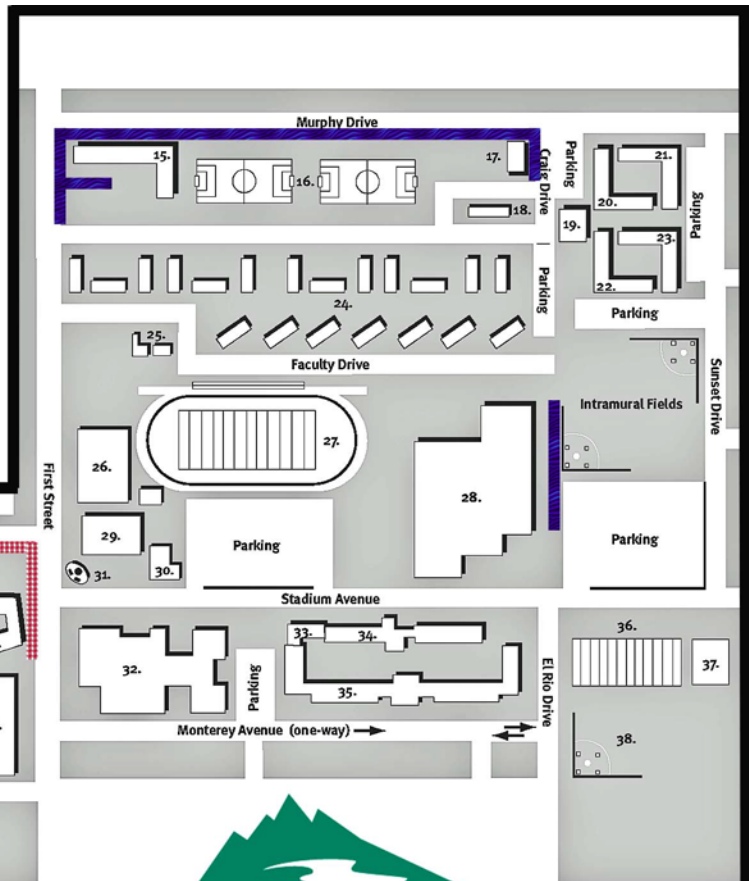 Murphy Drive
15.
16.
17.
18.
Craig Drive
Parking
19.
20.
21.
22.
23.
Parking
Parking
Parking
24.
25.
Faculty Drive
Intramural Fields
Sunset Drive
First Street
26.
27.
28.
29.
30.
31.
Parking
Parking
Stadium Avenue
32.
33.
34.
35.
Parking
El Rio Drive
36.
37.
38.
Monterey Avenue (one-way)